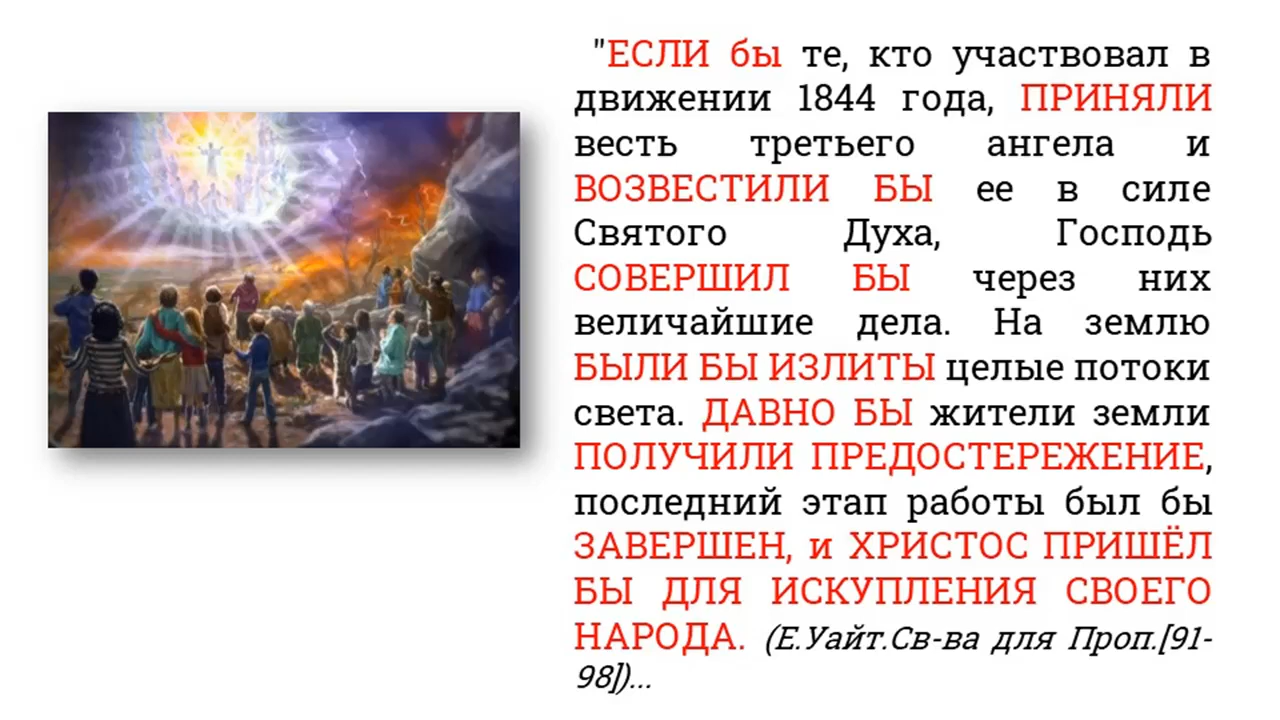 "ЕСЛИ бы те, кто участвовал в
движении 1844 года, ПРИНЯЛИ
весть третьего ангела и
ВОЗВЕСТИЛИ БЫ ее в силе
Святого Духа, Господь
СОВЕРШИЛ БЫ через них
величайшие дела. На землю
БЫЛИ БЫ ИЗЛИТЫ целые потоки
света. ДАВНО БЫ жители земли
ПОЛУЧИЛИ ПРЕДОСТЕРЕЖЕНИЕ,
последний этап работы был бы
ЗАВЕРШЕН, и ХРИСТОС ПРИШЁЛ
БЫ ДЛЯ ИСКУПЛЕНИЯ СВОЕГО
НАРОДА. (Е.Уайт.Св-ва для Проп.[91-
98])...